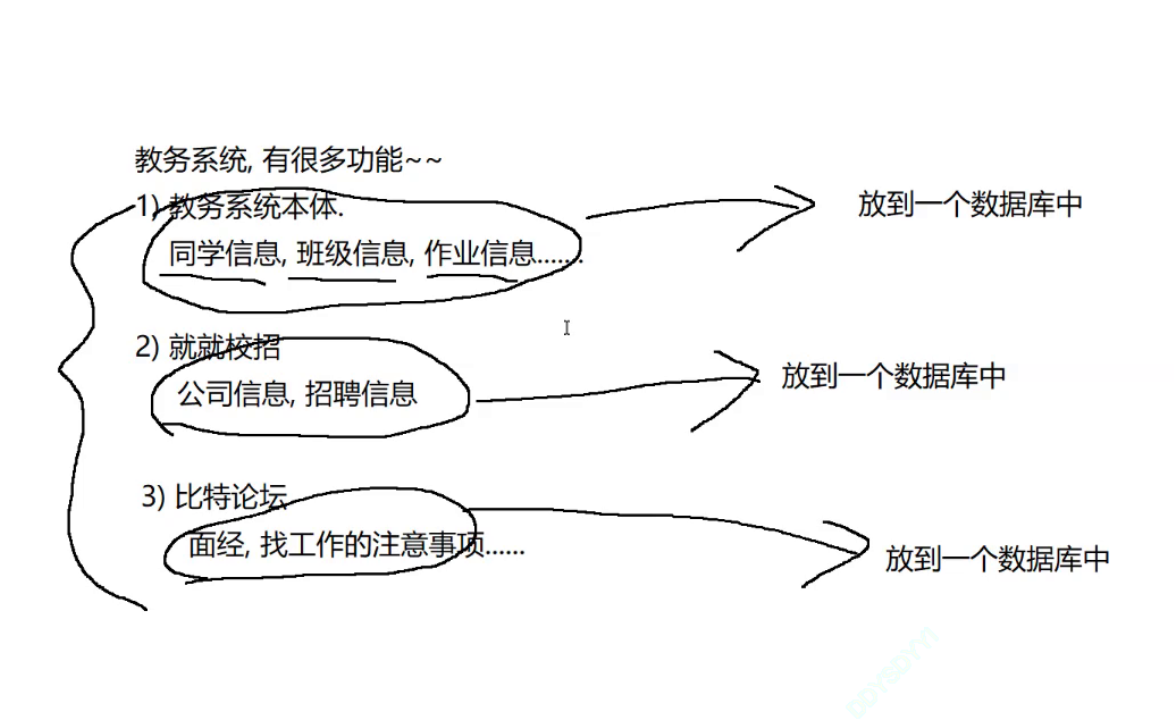 教务系统, 有很多功能~~
1) 教务系统本体.
同学信息, 班级信息, 作业信息...... 放到一个数据库中
2) 就就校招
公司信息, 招聘信息 放到一个数据库中
3) 比特论坛
面经, 找工作的注意事项...... 放到一个数据库中